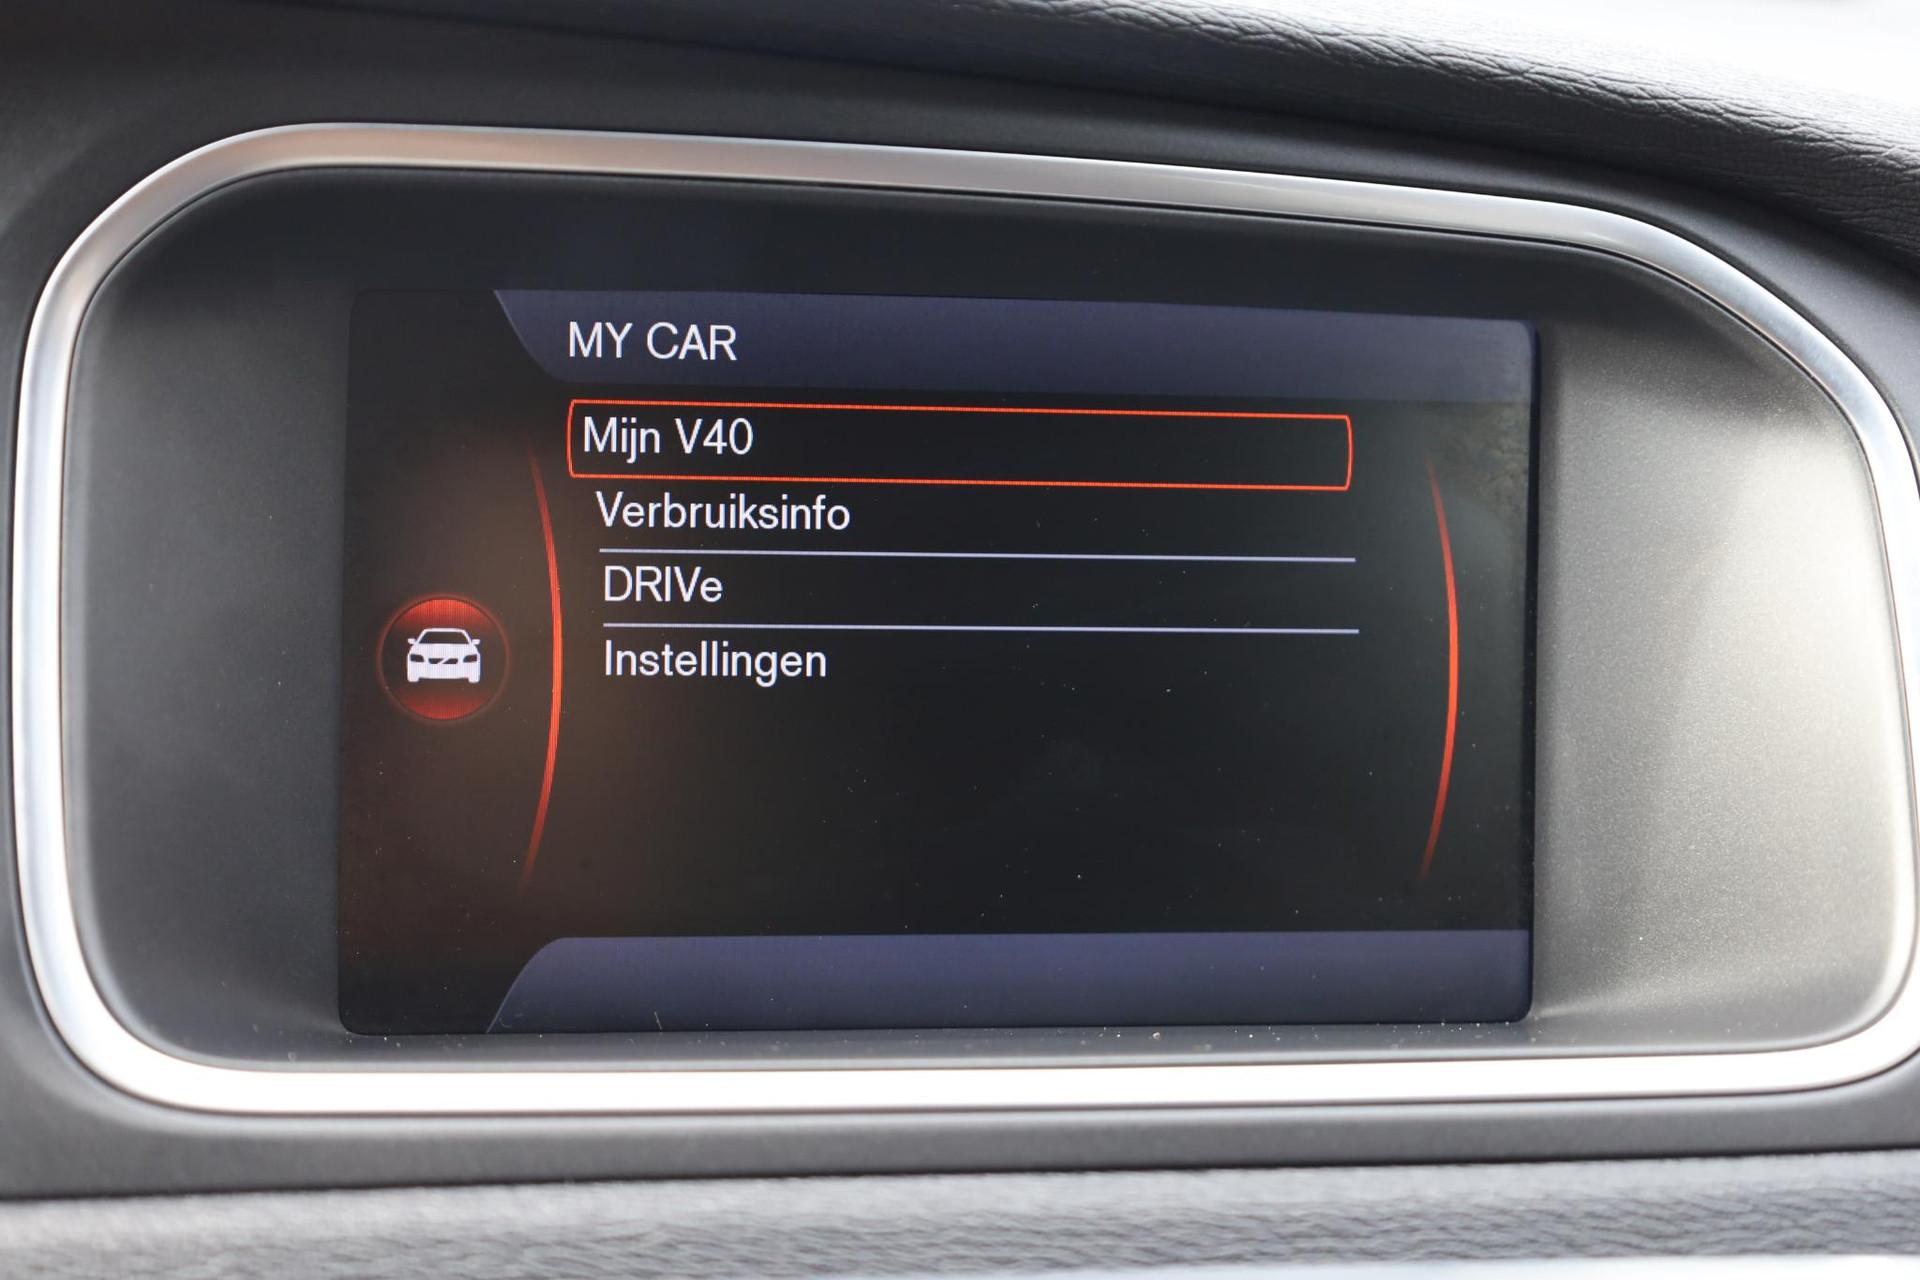 MY CAR
Mijn V40
Verbruiksinfo
DRIVe
Instellingen